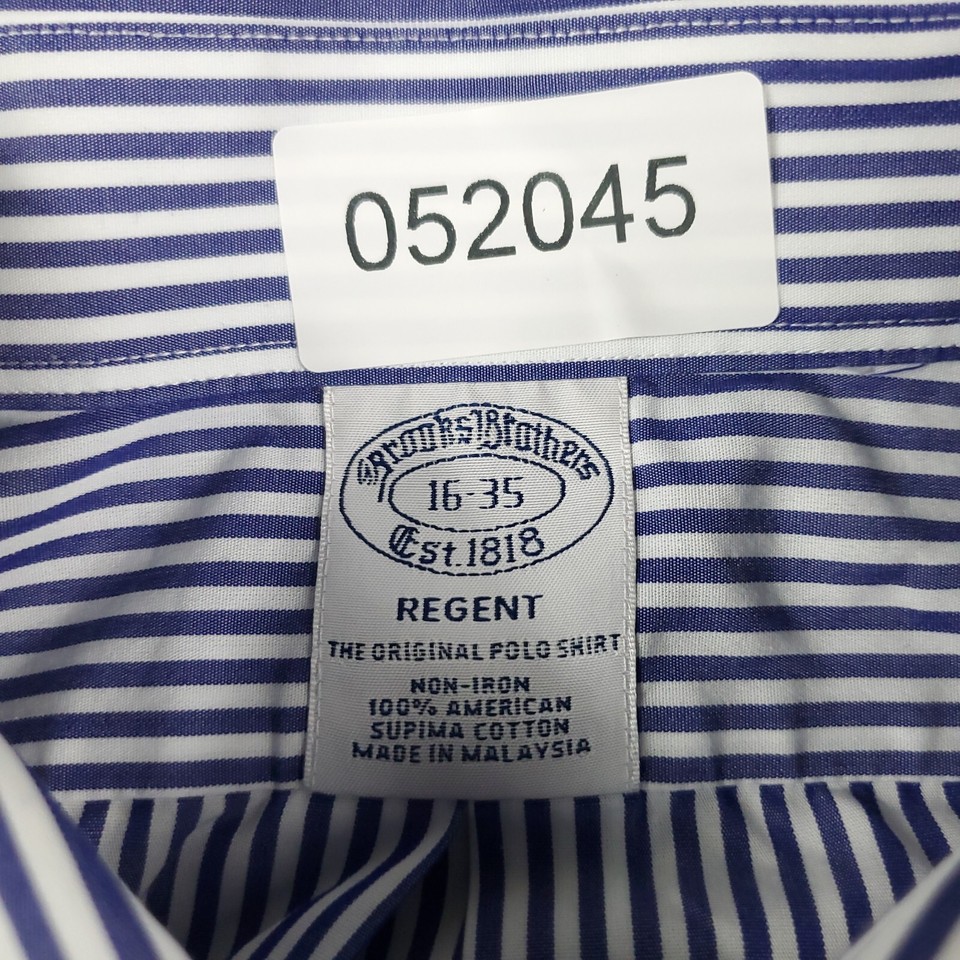 052045
Brooks Brothers
16-35
Est. 1818
REGENT
THE ORIGINAL POLO SHIRT
NON-IRON
100% AMERICAN
SUPIMA COTTON
MADE IN MALAYSIA